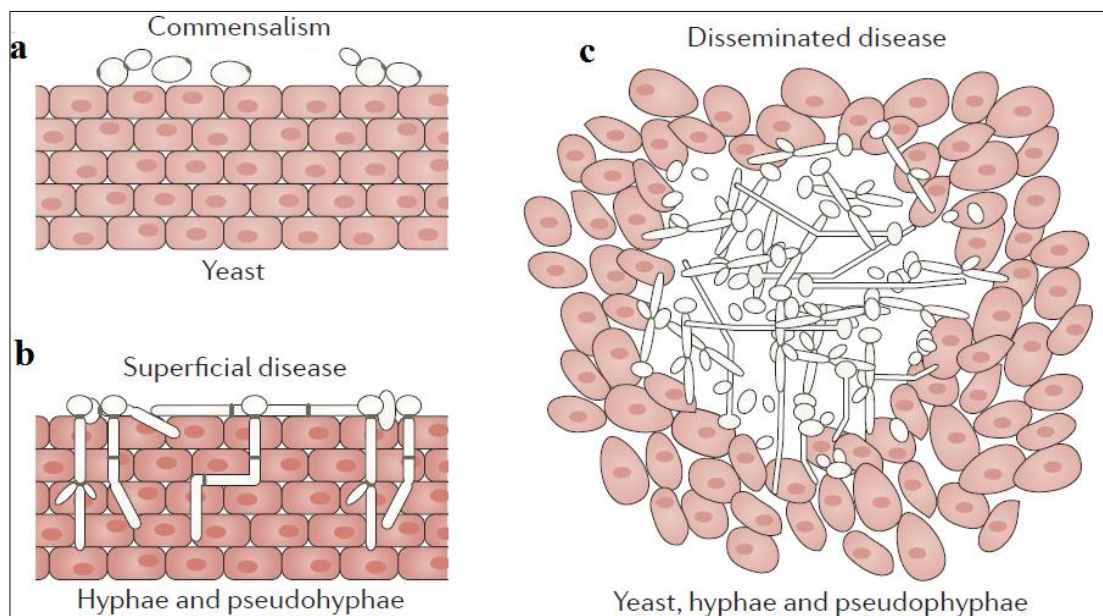 a
Commensalism
Yeast
b
Superficial disease
Hyphae and pseudohyphae
c
Disseminated disease
Yeast, hyphae and pseudophyphae